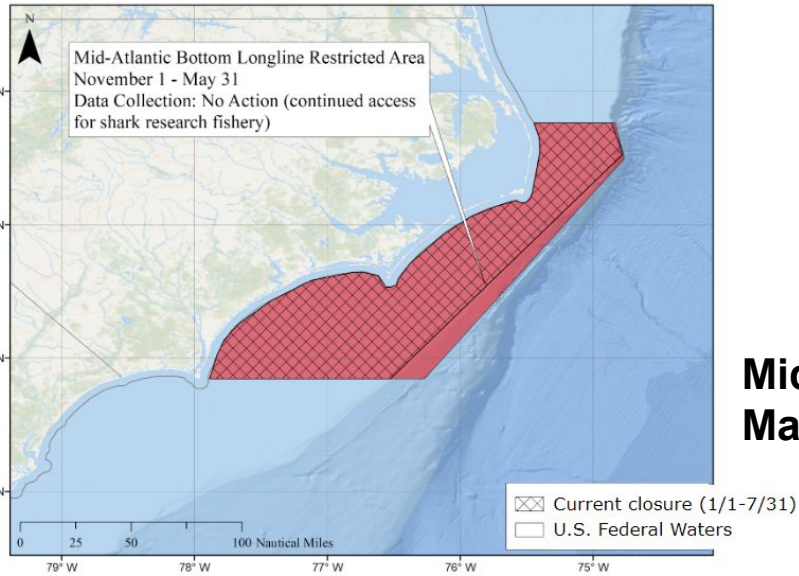 N
Mid-Atlantic Bottom Longline Restricted Area
November 1 - May 31
Data Collection: No Action (continued access
for shark research fishery)
Current closure (1/1-7/31)
U.S. Federal Waters
0 25 50 100 Nautical Miles
79° W 78° W 77° W 76° W 75° W